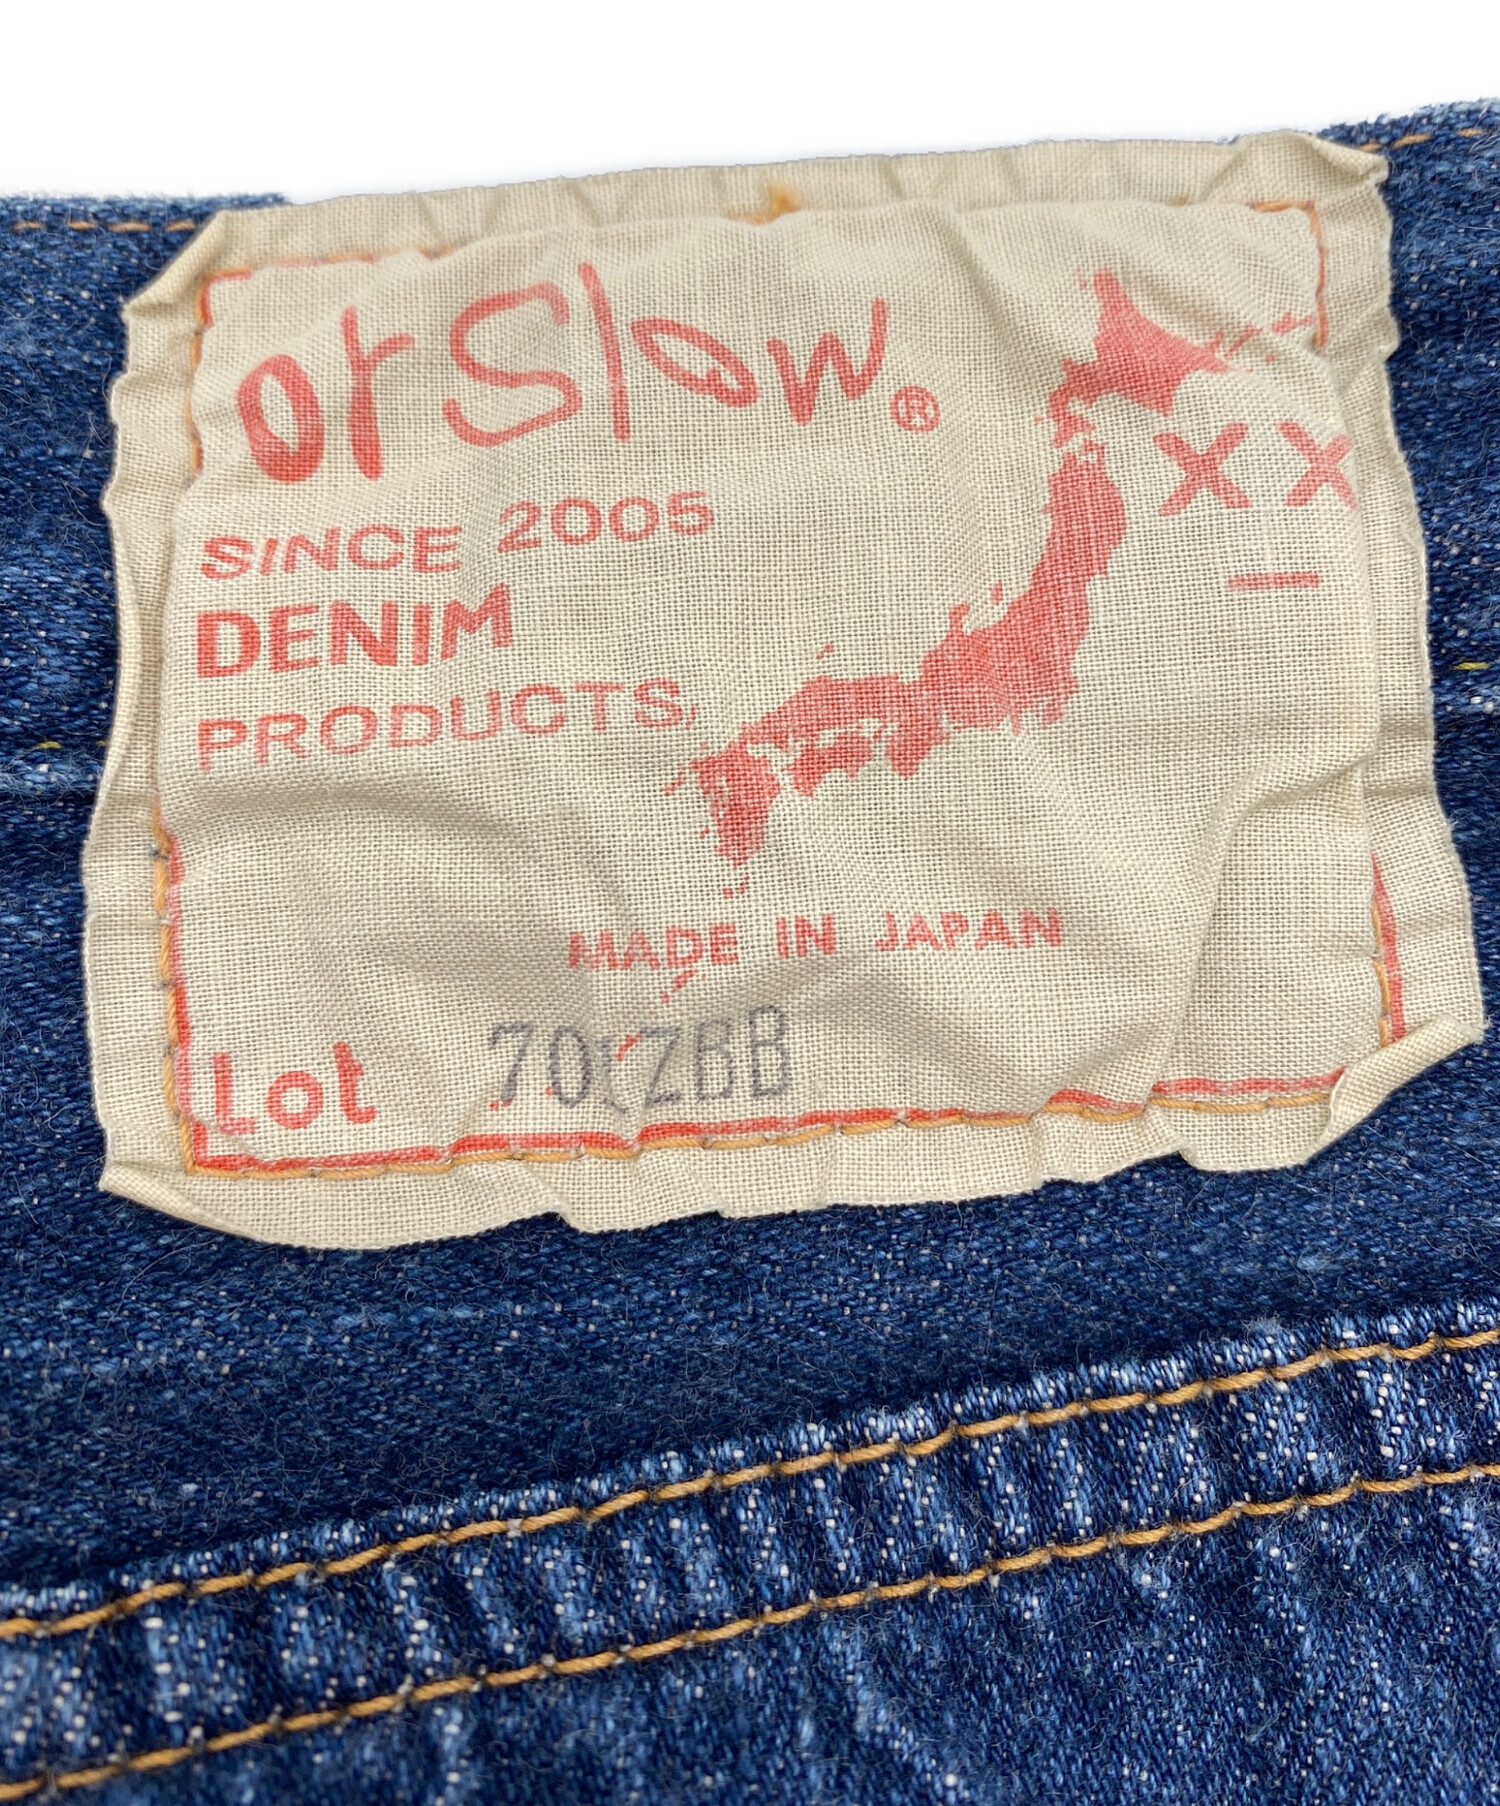 orSlow®
XX
SINCE 2005
DENIM
PRODUCTS,
MADE IN JAPAN
Lot